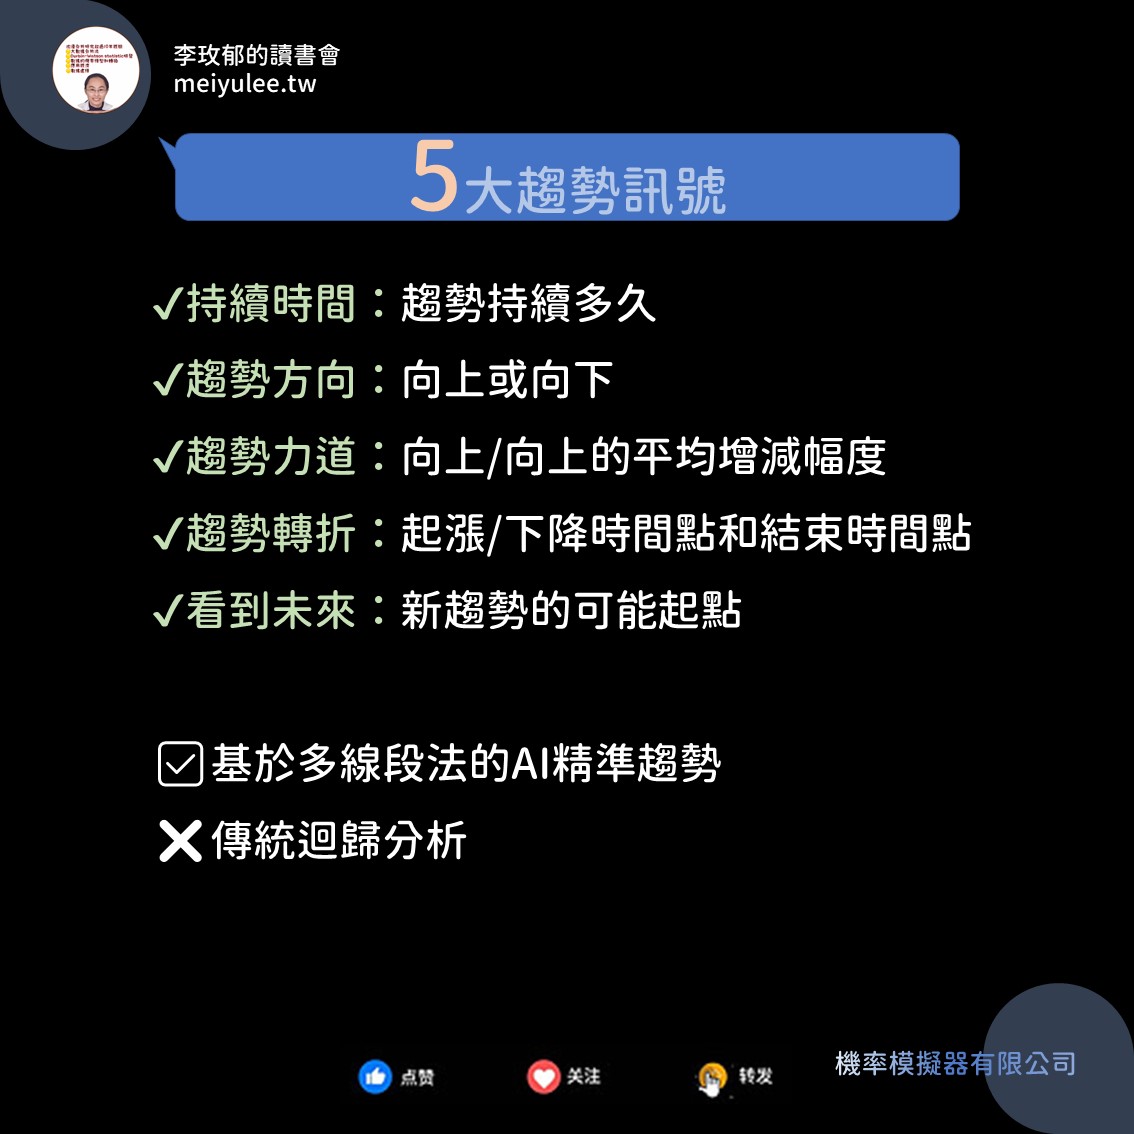 李玫郁的讀書會
meiyulee.tw
5大趨勢訊號
✓持續時間：趨勢持續多久
✓趨勢方向：向上或向下
✓趨勢力道：向上/向上的平均增減幅度
✓趨勢轉折：起漲/下降時間點和結束時間點
✓看到未來：新趨勢的可能起點
☑基於多線段法的AI精準趨勢
✖傳統迴歸分析
点赞 关注 转发
機率模擬器有限公司